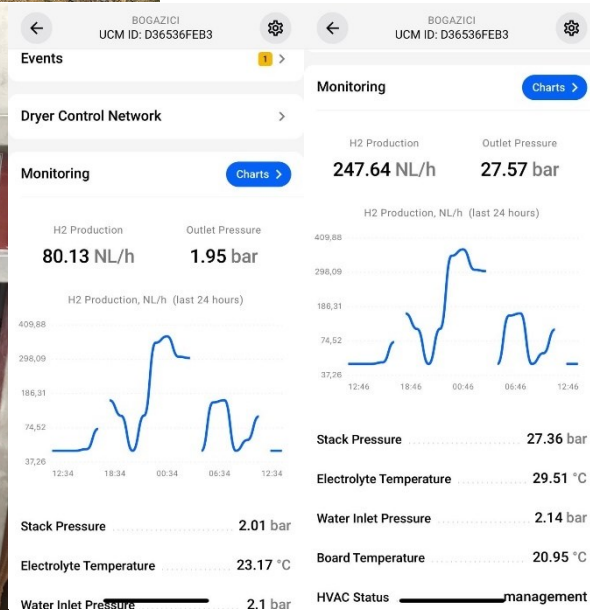 BOGAZICI
UCM ID: D36536FEB3
Events
1
Dryer Control Network
Monitoring
Charts
H2 Production
Outlet Pressure
80.13 NL/h
1.95 bar
H2 Production, NL/h (last 24 hours)
409,88
298,09
186,31
74,52
37,26
12:34 18:34 00:34 06:34 12:34
Stack Pressure 2.01 bar
Electrolyte Temperature 23.17 °C
Water Inlet Pressure 2.1 bar
BOGAZICI
UCM ID: D36536FEB3
Monitoring
Charts
H2 Production
Outlet Pressure
247.64 NL/h
27.57 bar
H2 Production, NL/h (last 24 hours)
409,88
298,09
186,31
74,52
37,26
12:46 18:46 00:46 06:46 12:46
Stack Pressure 27.36 bar
Electrolyte Temperature 29.51 °C
Water Inlet Pressure 2.14 bar
Board Temperature 20.95 °C
HVAC Status management